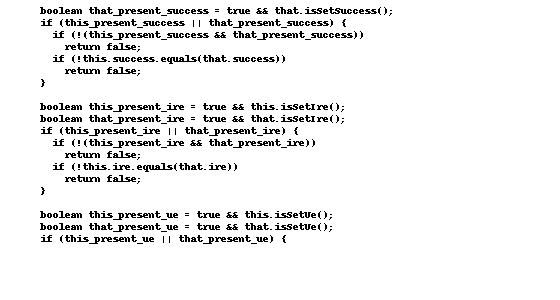 boolean that_present_success = true && that.isSetSuccess();
if (this_present_success || that_present_success) {
if (!(this_present_success && that_present_success))
return false;
if (!this.success.equals(that.success))
return false;
}
boolean this_present_ire = true && this.isSetIre();
boolean that_present_ire = true && that.isSetIre();
if (this_present_ire || that_present_ire) {
if (!(this_present_ire && that_present_ire))
return false;
if (!this.ire.equals(that.ire))
return false;
}
boolean this_present_ue = true && this.isSetUe();
boolean that_present_ue = true && that.isSetUe();
if (this_present_ue || that_present_ue) {